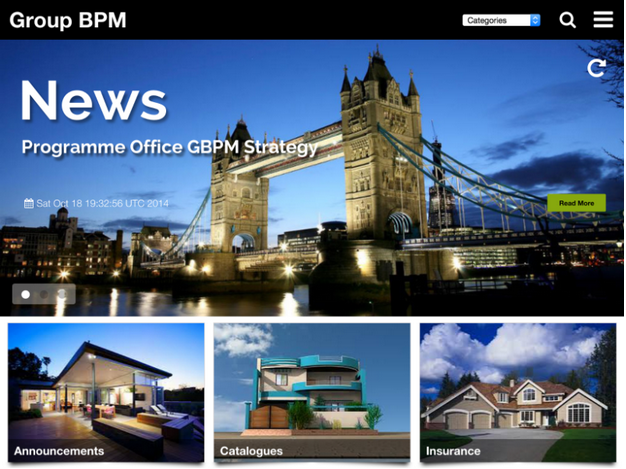 Group BPM
Categories
News
Programme Office GBPM Strategy
Sat Oct 18 19:32:56 UTC 2014
Read More
Announcements
Catalogues
Insurance